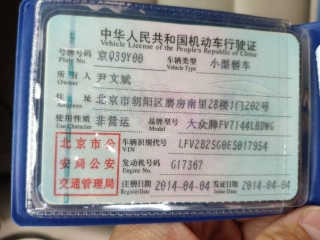 中华人民共和国机动车行驶证
Vehicle License of the People's Republic of China
号牌号码 京Q39Y00 车辆类型 小型轿车
Plate No. Vehicle Type
所有人 尹文斌
Owner
住址 北京市朝阳区磨房南里28楼1门202号
Address
使用性质 非营运 品牌型号 大众牌FV7144LBDWG
Use Character Model
北京市公 车辆识别代号 LFV2B25G0E5017954
安局公安 VIN
交通管理局 发动机号码 G17367
Engine No.
注册日期 2014-04-04 发证日期 2014-04-04
Register Date Issue Date